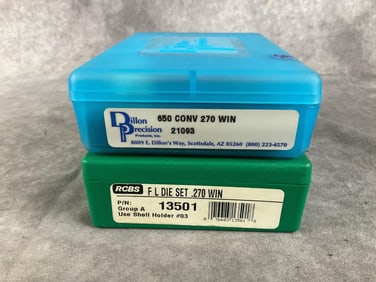 Dillon
Precision
Products, Inc.
650 CONV 270 WIN
21093
8009 E. Dillon's Way, Scottsdale, AZ 85260 (800) 223-4570
RCBS
F L DIE SET .270 WIN
P/N:
13501
Group A
Use Shell Holder #03